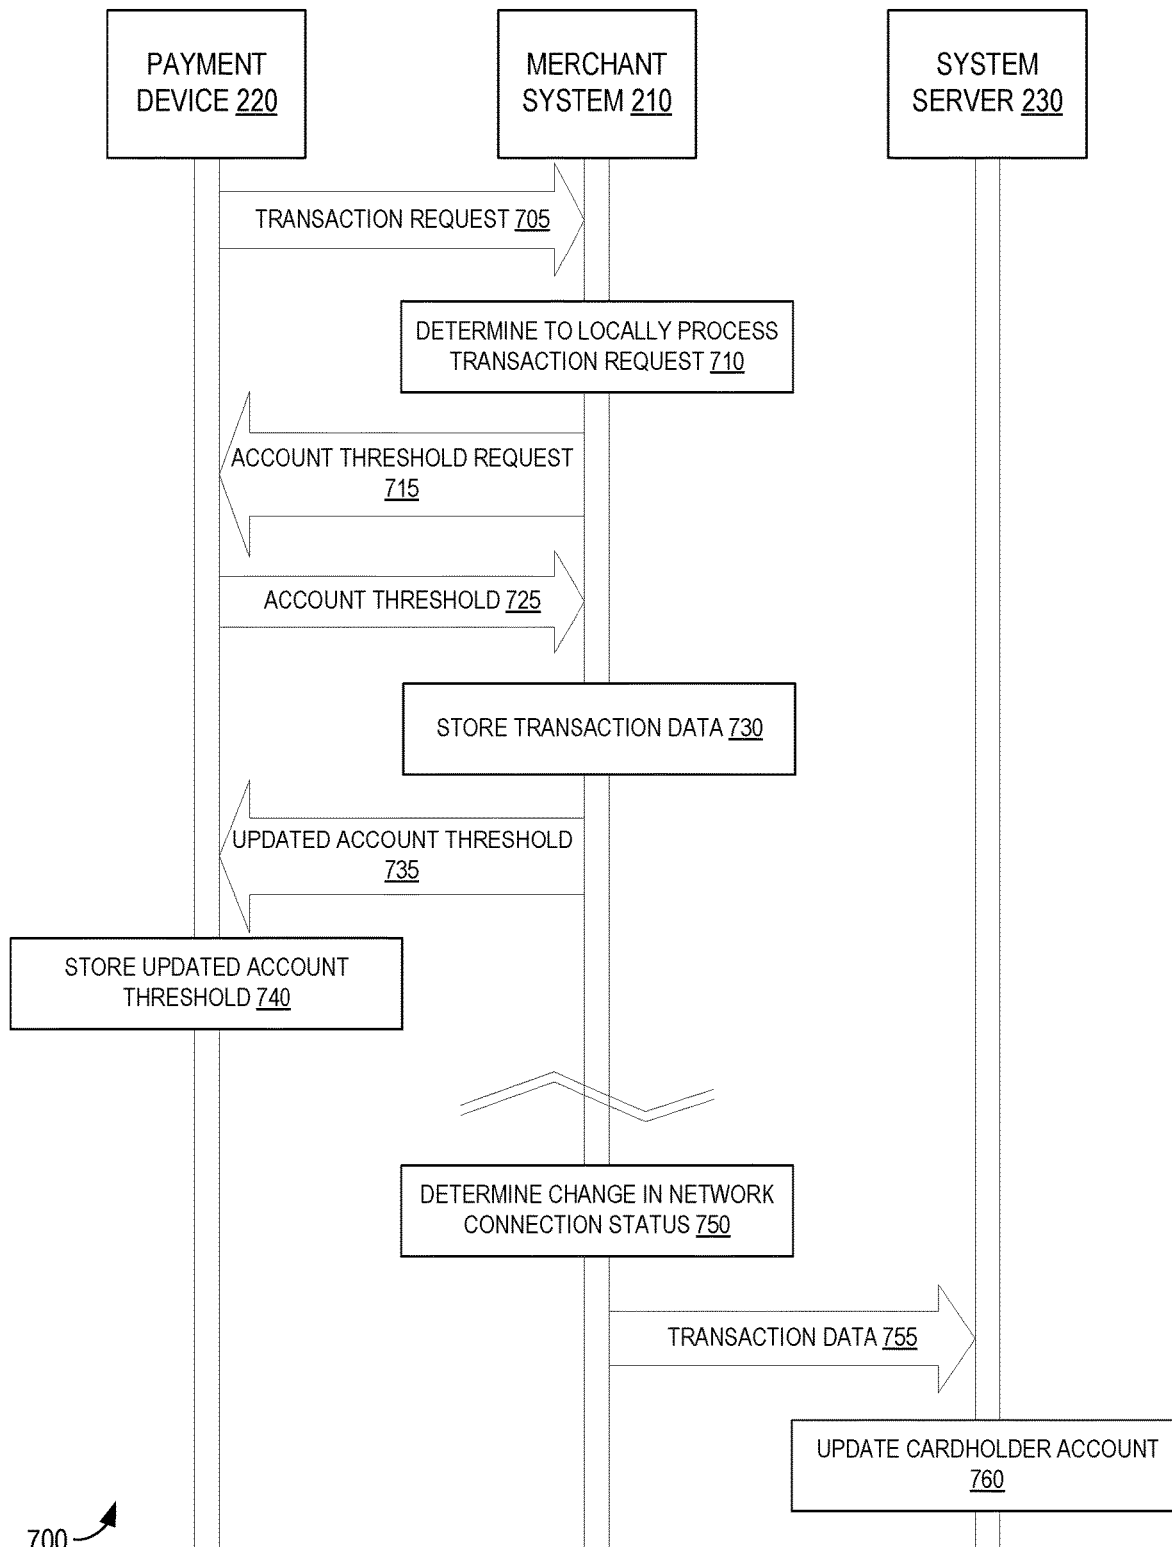 PAYMENT
DEVICE 220
MERCHANT
SYSTEM 210
SYSTEM
SERVER 230
TRANSACTION REQUEST 705
DETERMINE TO LOCALLY PROCESS
TRANSACTION REQUEST 710
ACCOUNT THRESHOLD REQUEST
715
ACCOUNT THRESHOLD 725
STORE TRANSACTION DATA 730
UPDATED ACCOUNT THRESHOLD
735
STORE UPDATED ACCOUNT
THRESHOLD 740
DETERMINE CHANGE IN NETWORK
CONNECTION STATUS 750
TRANSACTION DATA 755
UPDATE CARDHOLDER ACCOUNT
760
700